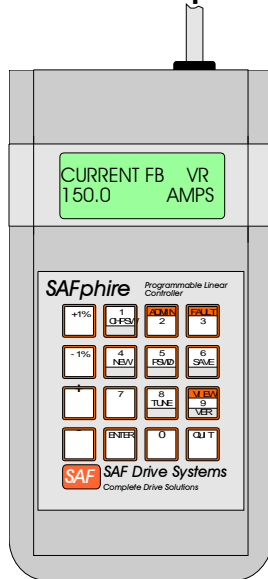 CURRENT FB VR
150.0 AMPS
SAFphire Programmable Linear Controller
+1% 1 CHPSW ADMIN 2 FAULT 3
- 1% 4 NEW 5 PSWD 6 SAVE
7 8 TUNE VIEW 9 VER
ENTER 0 QUIT
SAF SAF Drive Systems
Complete Drive Solutions